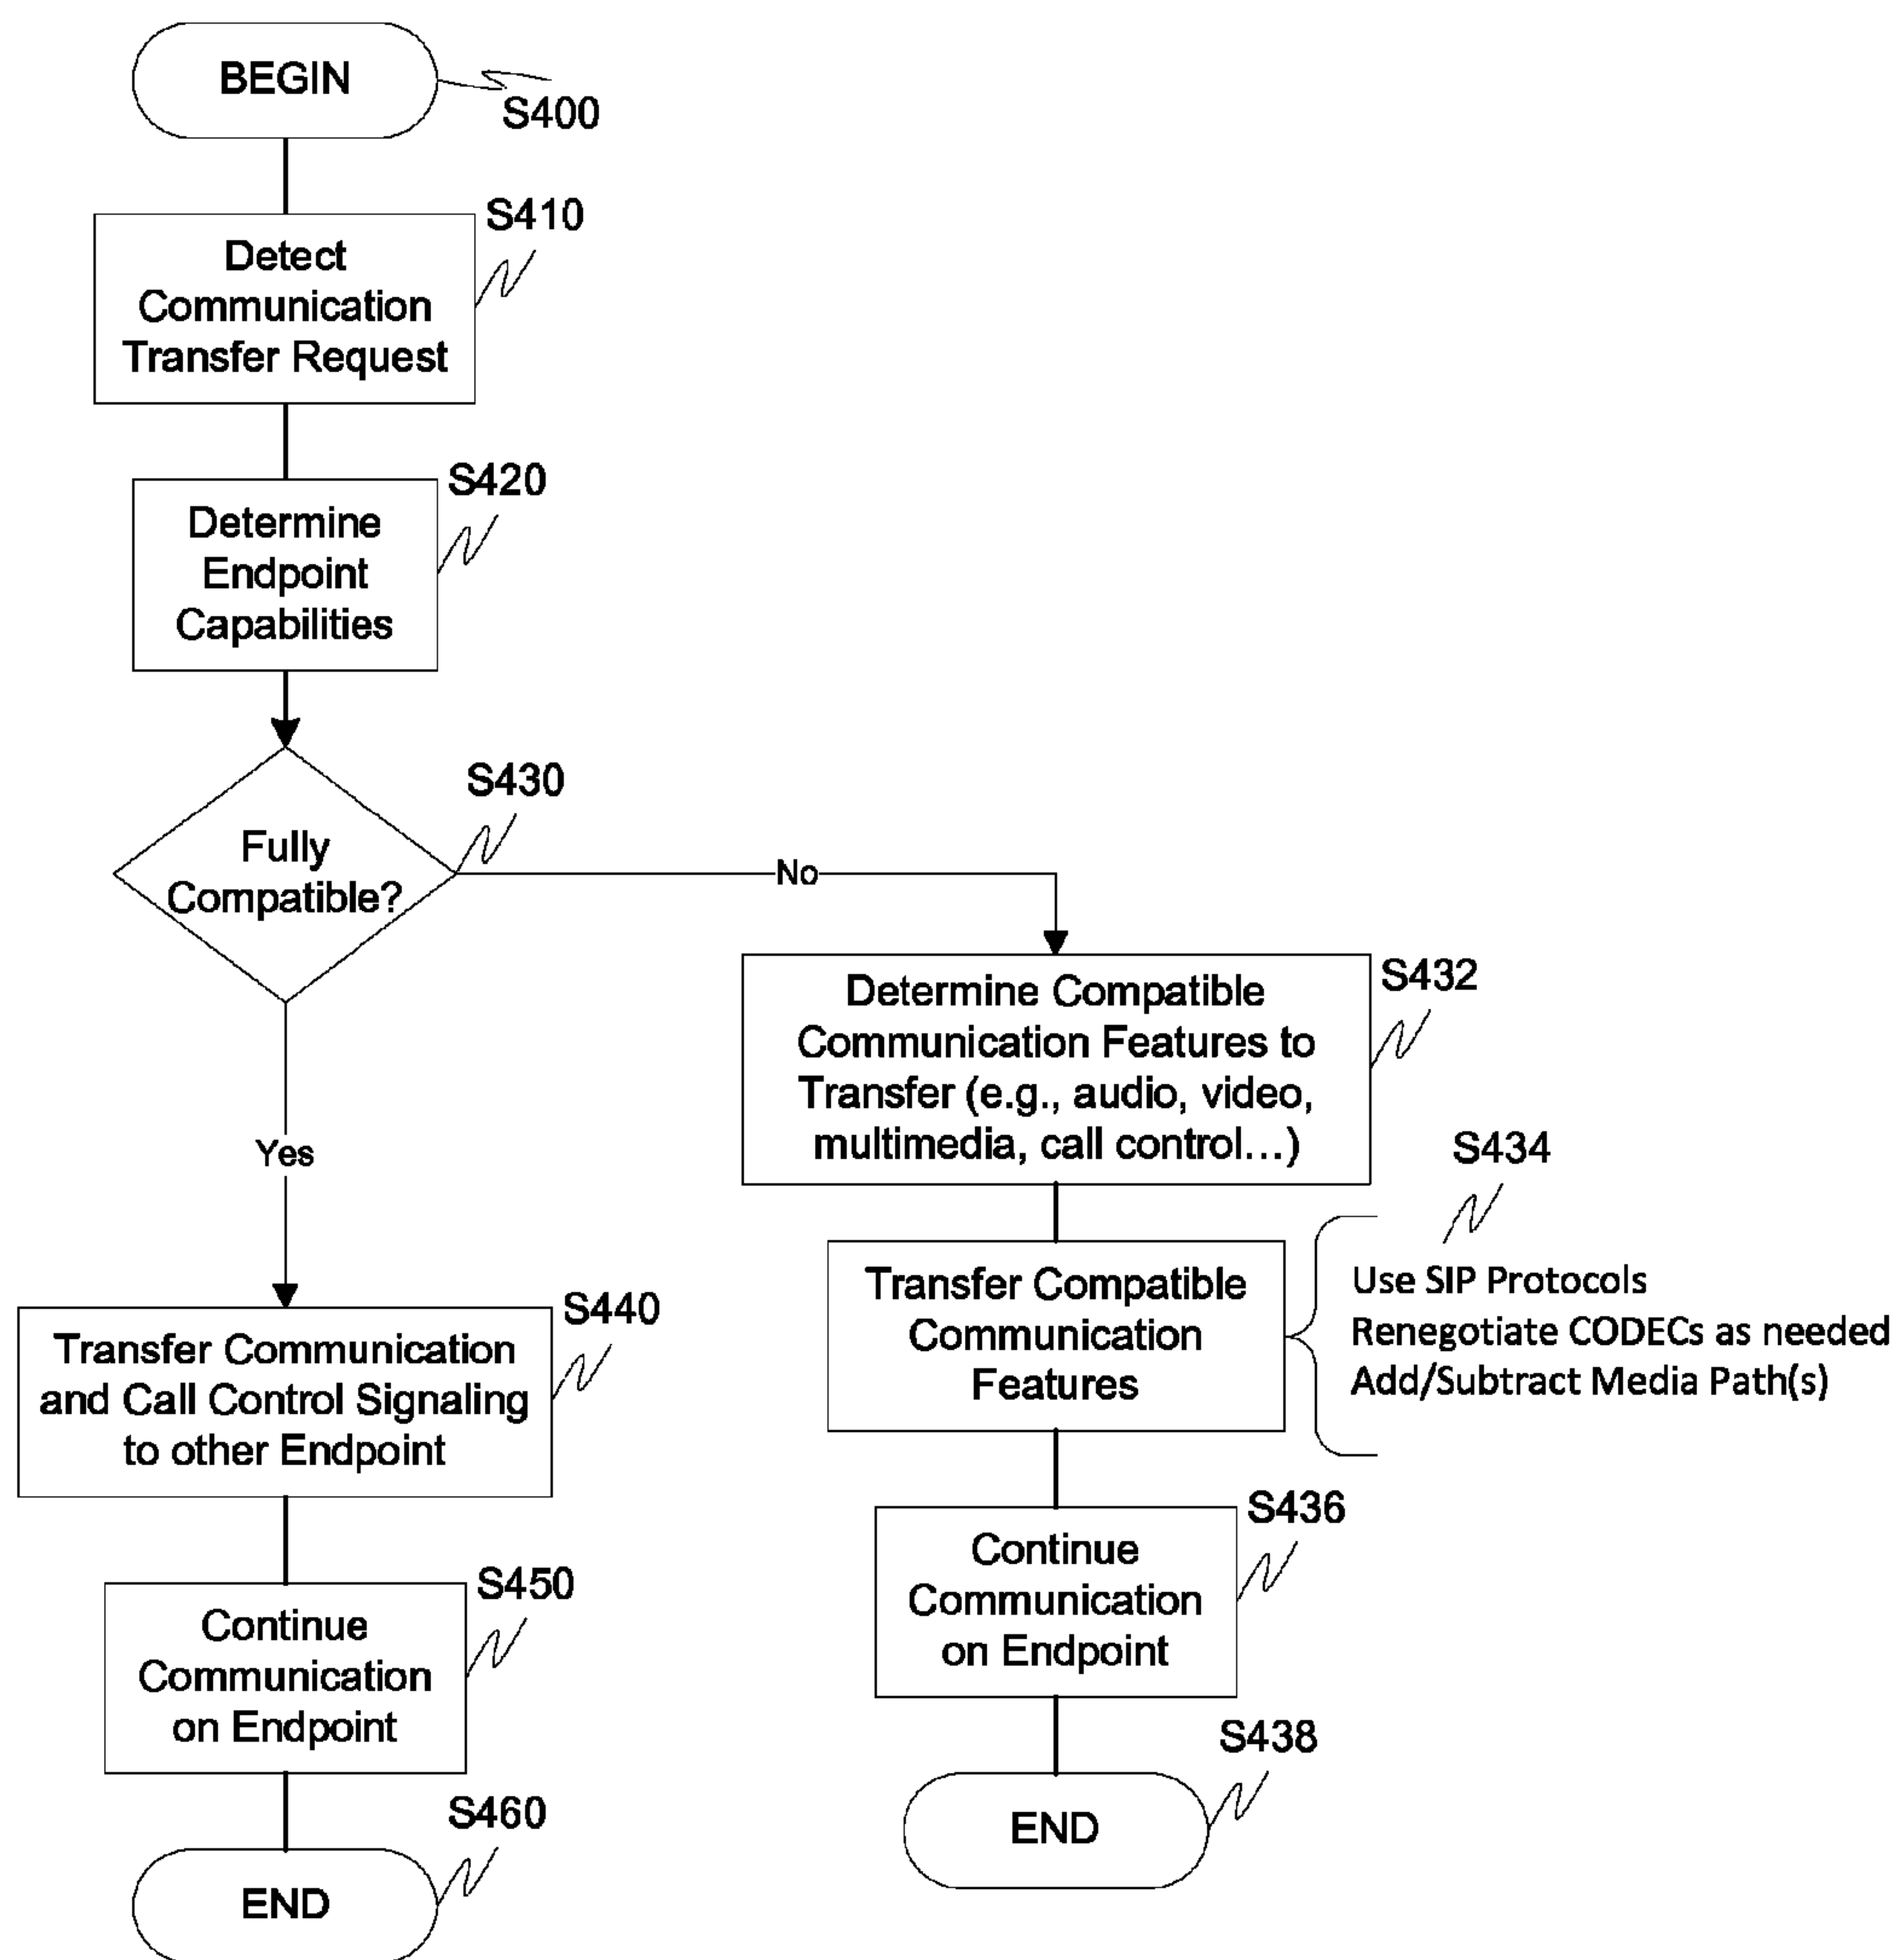 BEGIN
S400
S410
Detect
Communication
Transfer Request
S420
Determine
Endpoint
Capabilities
S430
Fully
Compatible?
No
Yes
S432
Determine Compatible
Communication Features to
Transfer (e.g., audio, video,
multimedia, call control…)
S434
Transfer Compatible
Communication
Features
Use SIP Protocols
Renegotiate CODECs as needed
Add/Subtract Media Path(s)
S436
Continue
Communication
on Endpoint
S438
END
S440
Transfer Communication
and Call Control Signaling
to other Endpoint
S450
Continue
Communication
on Endpoint
S460
END